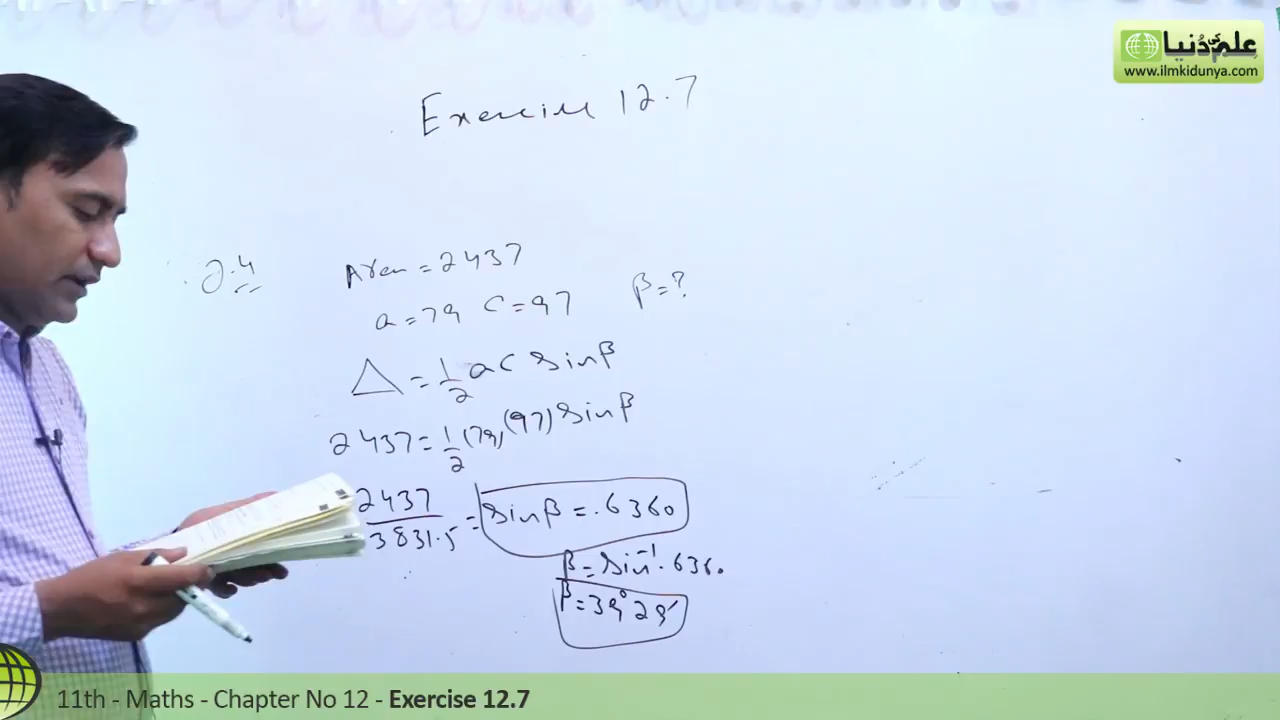 علم کی دُنیا
www.ilmkidunya.com
Exercise 12.7
Q.4
Area = 2437
a = 79 c = 97 β = ?
△ = 1/2 ac sinβ
2437 = 1/2 (79)(97) sinβ
2437/3831.5 = sinβ = .6360
β = sin⁻¹ .6360
β = 39° 29′
11th - Maths - Chapter No 12 - Exercise 12.7